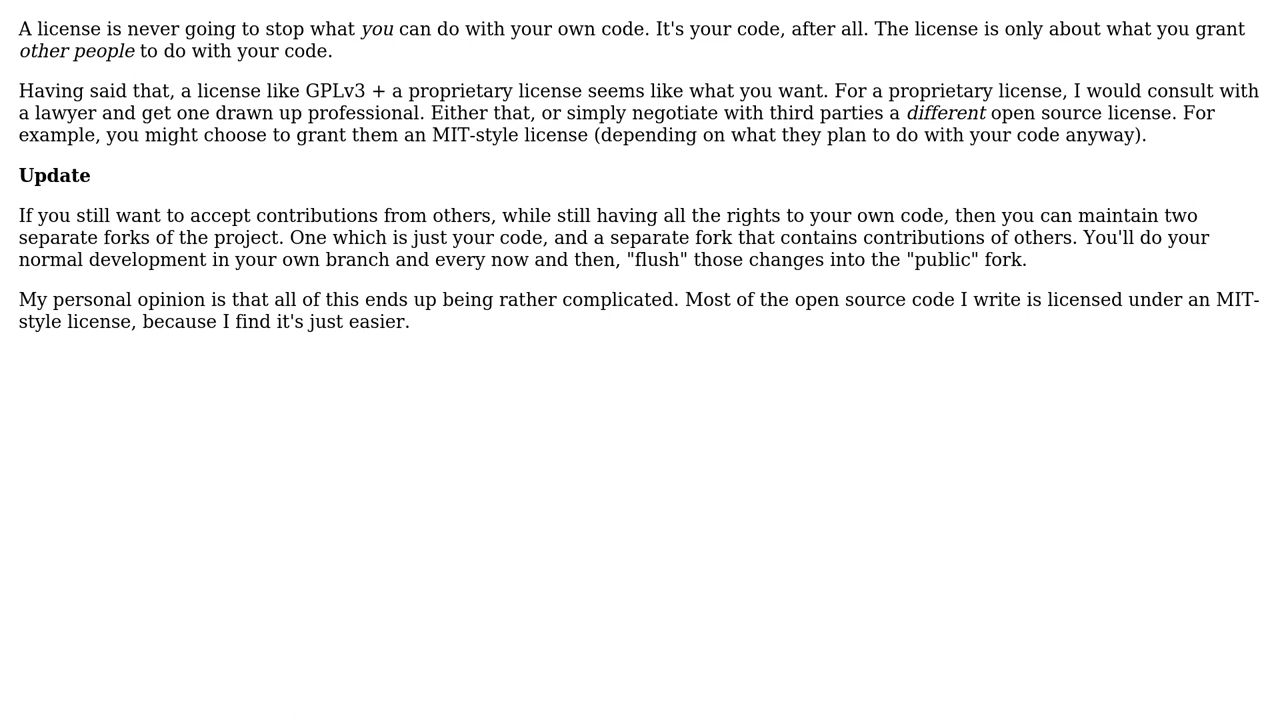 A license is never going to stop what you can do with your own code. It's your code, after all. The license is only about what you grant
other people to do with your code.
Having said that, a license like GPLv3 + a proprietary license seems like what you want. For a proprietary license, I would consult with
a lawyer and get one drawn up professional. Either that, or simply negotiate with third parties a different open source license. For
example, you might choose to grant them an MIT-style license (depending on what they plan to do with your code anyway).
Update
If you still want to accept contributions from others, while still having all the rights to your own code, then you can maintain two
separate forks of the project. One which is just your code, and a separate fork that contains contributions of others. You'll do your
normal development in your own branch and every now and then, "flush" those changes into the "public" fork.
My personal opinion is that all of this ends up being rather complicated. Most of the open source code I write is licensed under an MIT-
style license, because I find it's just easier.